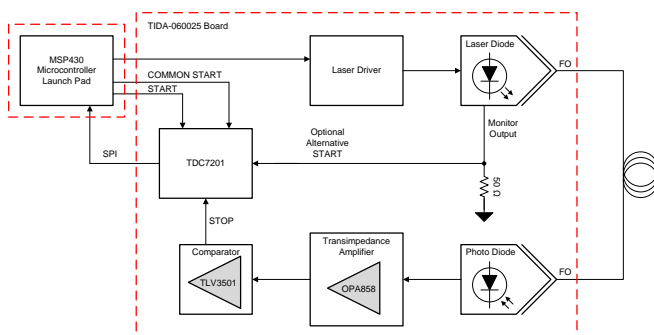 TIDA-060025 Board
MSP430
Microcontroller
Launch Pad
COMMON START
START
Laser Driver
Laser Diode
FO
Monitor
Output
Optional
Alternative
START
SPI
TDC7201
50 Ω
STOP
Comparator
TLV3501
Transimpedance
Amplifier
OPA858
Photo Diode
FO